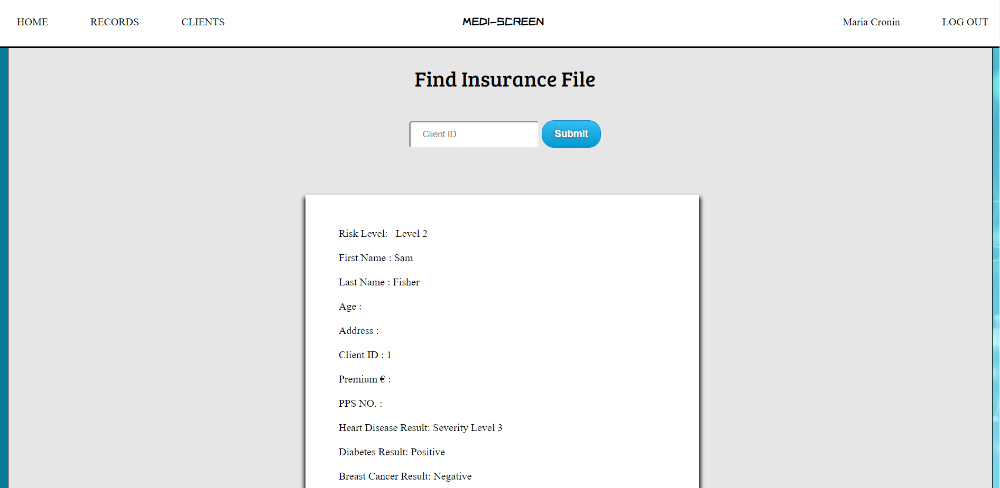 HOME RECORDS CLIENTS MEDI-SCREEN Maria Cronin LOG OUT
Find Insurance File
Client ID Submit
Risk Level: Level 2
First Name : Sam
Last Name : Fisher
Age :
Address :
Client ID : 1
Premium € :
PPS NO. :
Heart Disease Result: Severity Level 3
Diabetes Result: Positive
Breast Cancer Result: Negative